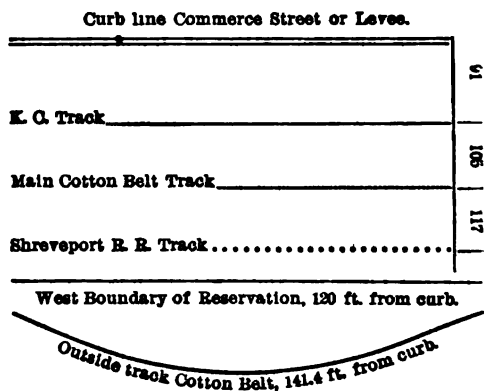 Curb line Commerce Street or Levee.
91
K. C. Track
105
Main Cotton Belt Track
117
Shreveport R. R. Track
West Boundary of Reservation, 120 ft. from curb.
Outside track Cotton Belt, 141.4 ft. from curb.